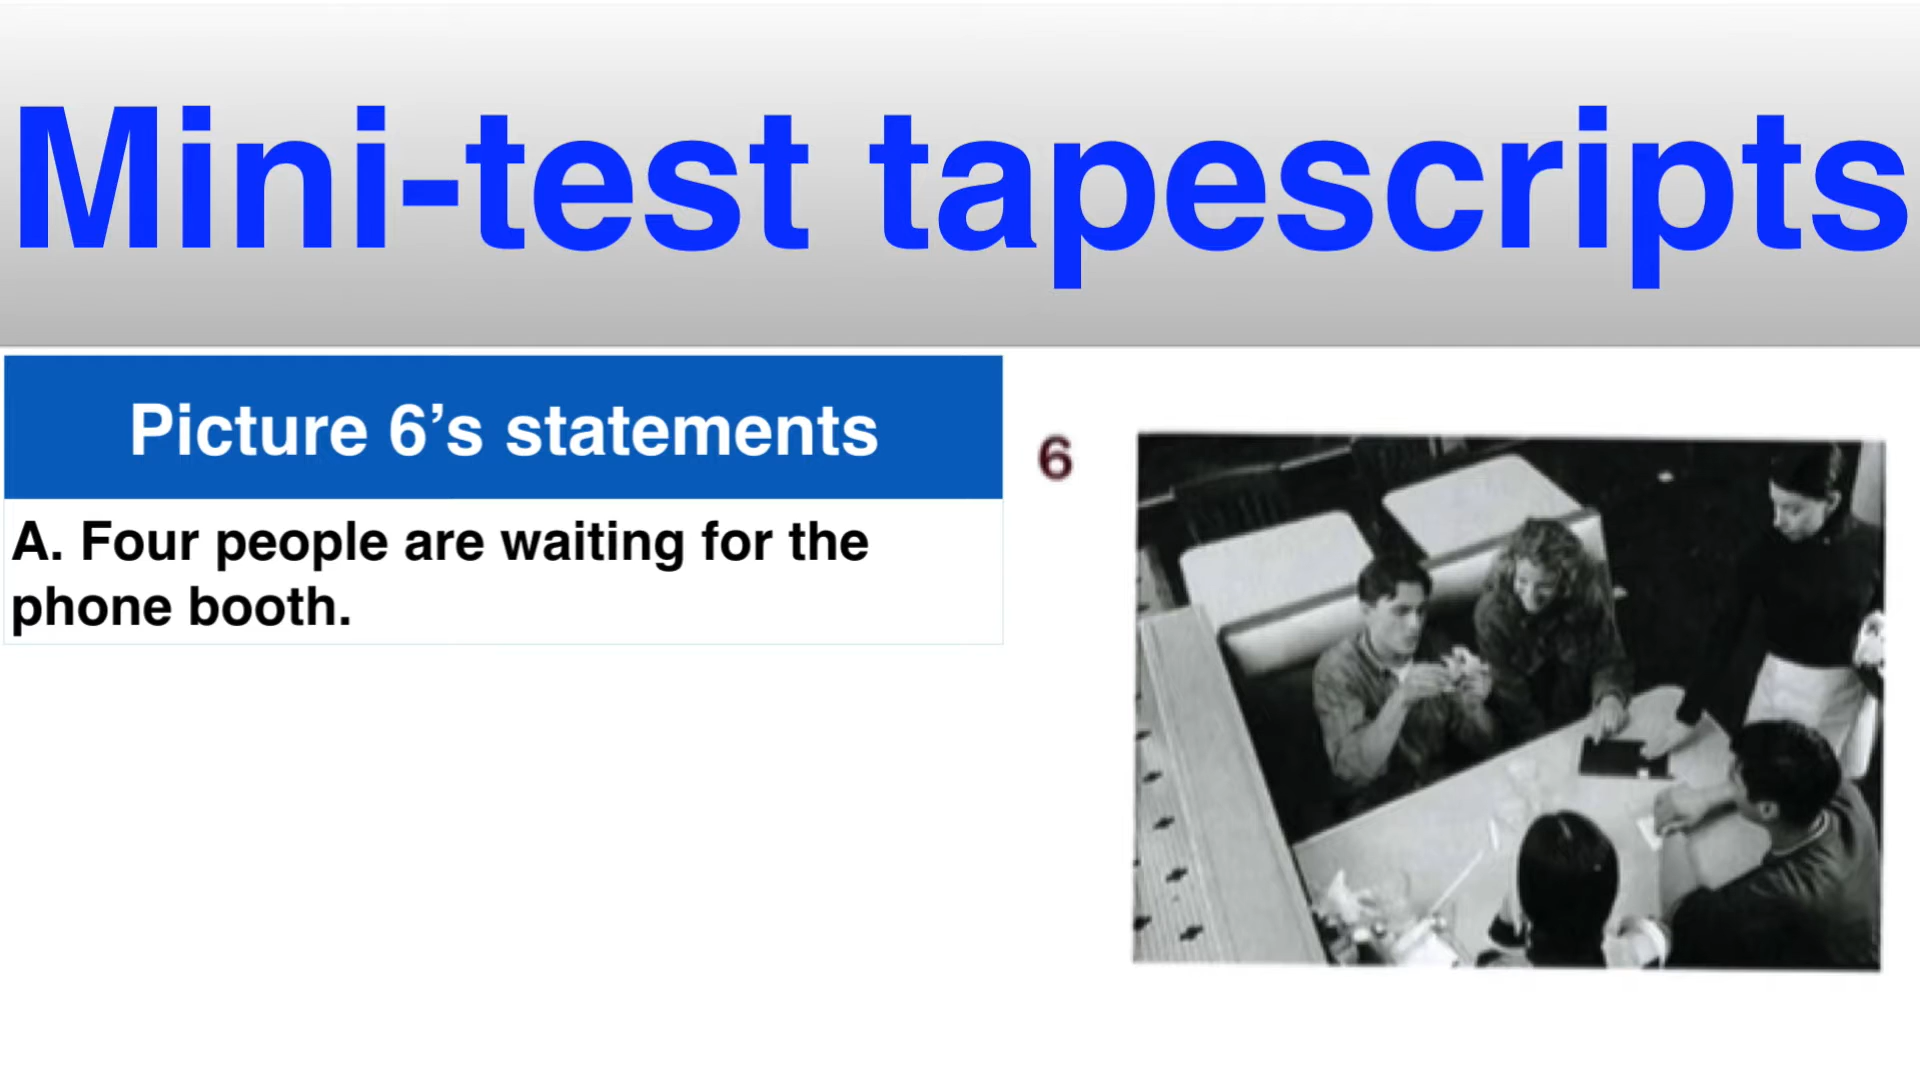 Mini-test tapescripts
Picture 6’s statements
A. Four people are waiting for the
phone booth.
6